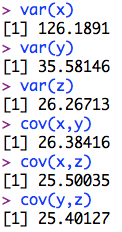 > var(x)
[1] 126.1891
> var(y)
[1] 35.58146
> var(z)
[1] 26.26713
> cov(x,y)
[1] 26.38416
> cov(x,z)
[1] 25.50035
> cov(y,z)
[1] 25.40127